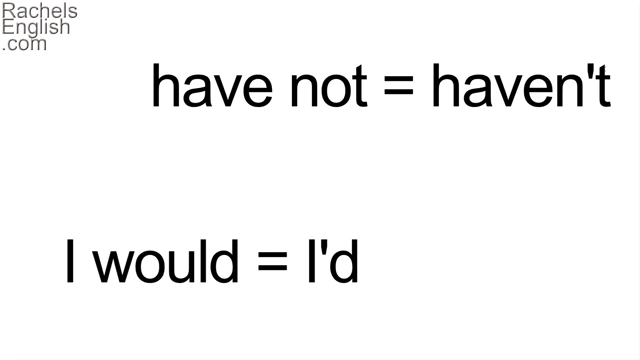 Rachels
English
.com
have not = haven't
I would = I'd